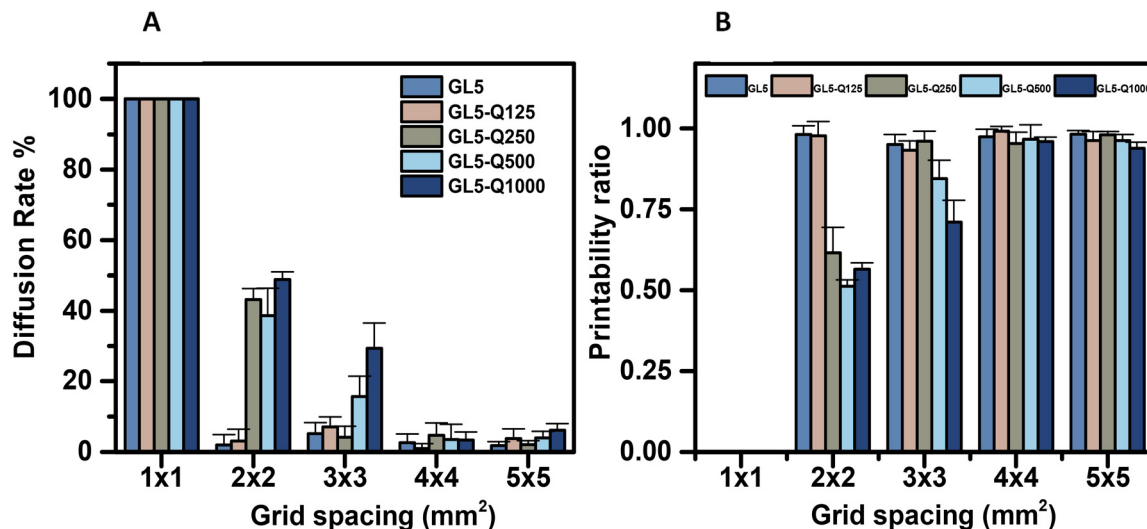 A
B
Diffusion Rate %
100
80
60
40
20
0
GL5
GL5-Q125
GL5-Q250
GL5-Q500
GL5-Q1000
1x1 2x2 3x3 4x4 5x5
Grid spacing (mm²)
Printability ratio
GL5 GL5-Q125 GL5-Q250 GL5-Q500 GL5-Q1000
1.00
0.75
0.50
0.25
0.00
1x1 2x2 3x3 4x4 5x5
Grid spacing (mm²)